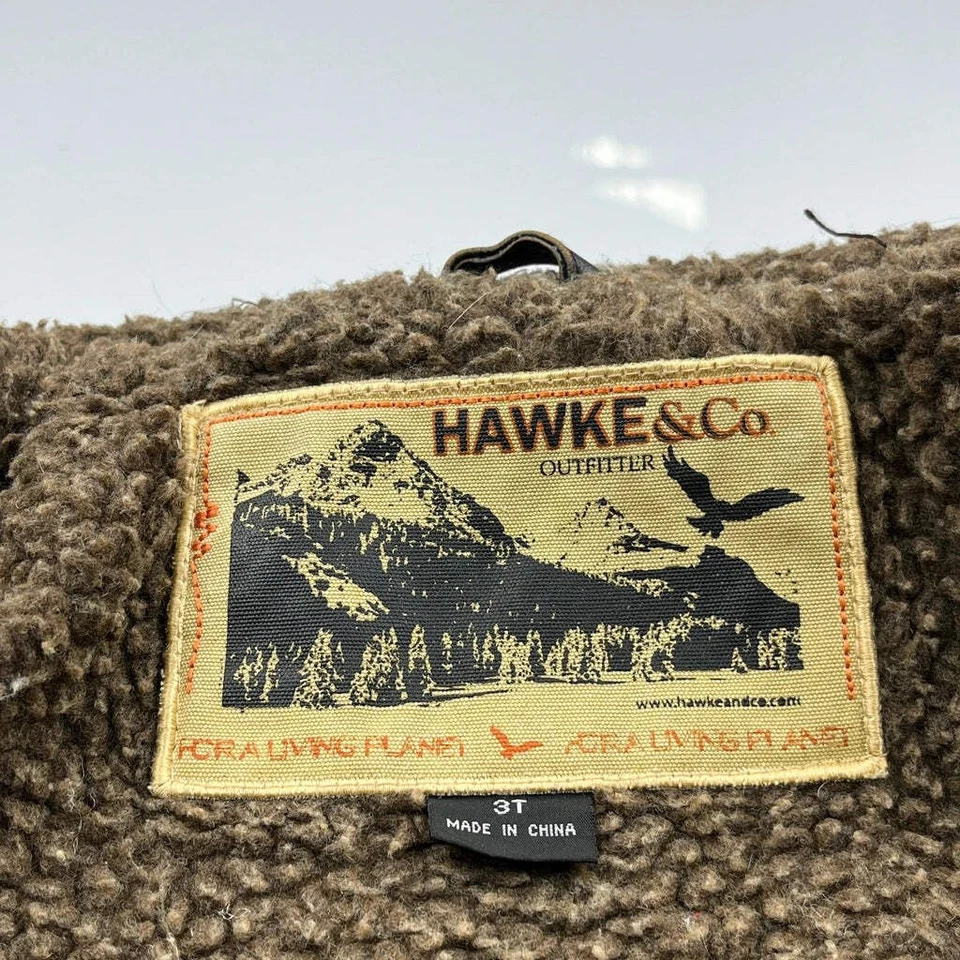 HAWKE&Co.
OUTFITTER
www.hawkeandco.com
FOR A LIVING PLANET FOR A LIVING PLANET
3T
MADE IN CHINA